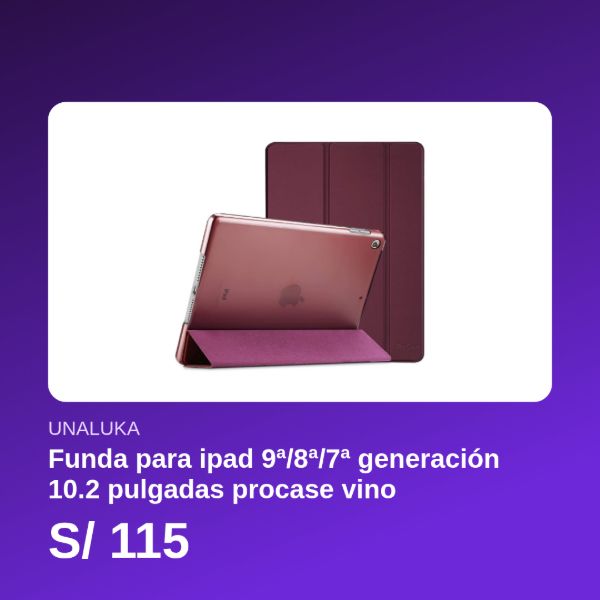 UNALUKA
Funda para ipad 9ª/8ª/7ª generación
10.2 pulgadas procase vino
S/ 115